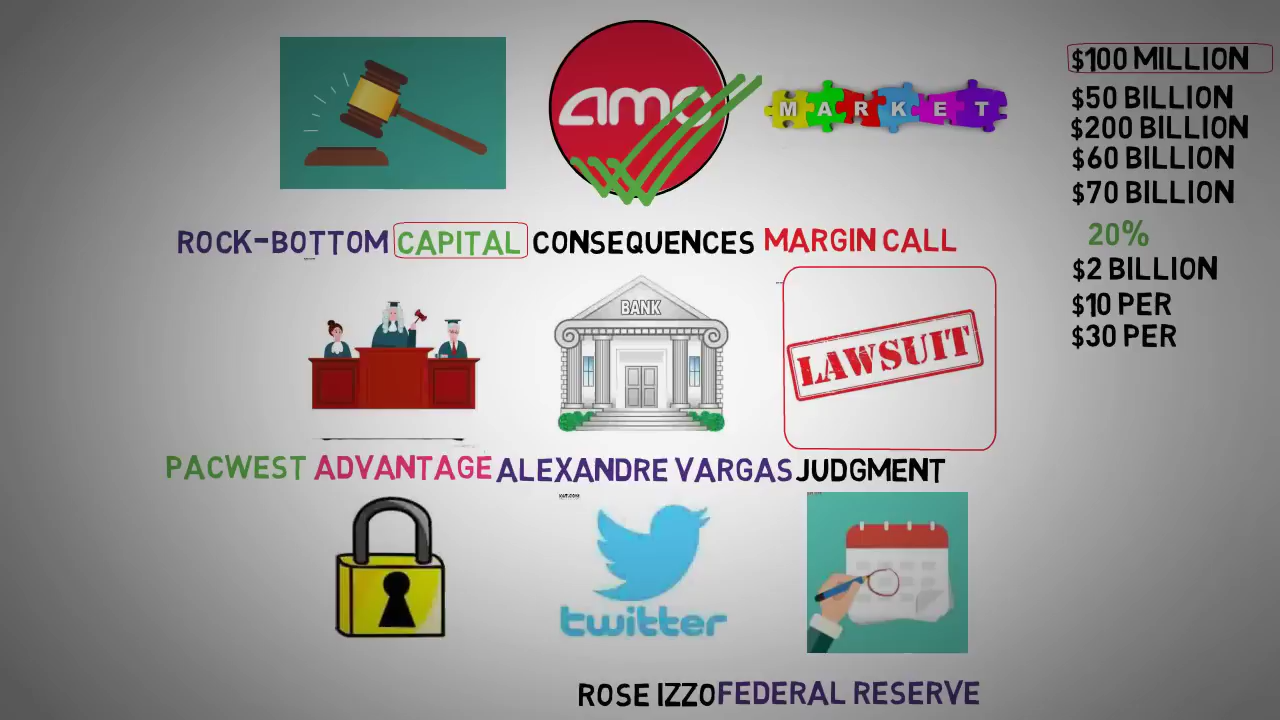 amc
MARKET
$100 MILLION
$50 BILLION
$200 BILLION
$60 BILLION
$70 BILLION
20%
$2 BILLION
$10 PER
$30 PER
ROCK-BOTTOM CAPITAL CONSEQUENCES MARGIN CALL
BANK
LAWSUIT
PACWEST ADVANTAGE ALEXANDRE VARGAS JUDGMENT
twitter
ROSE IZZO FEDERAL RESERVE